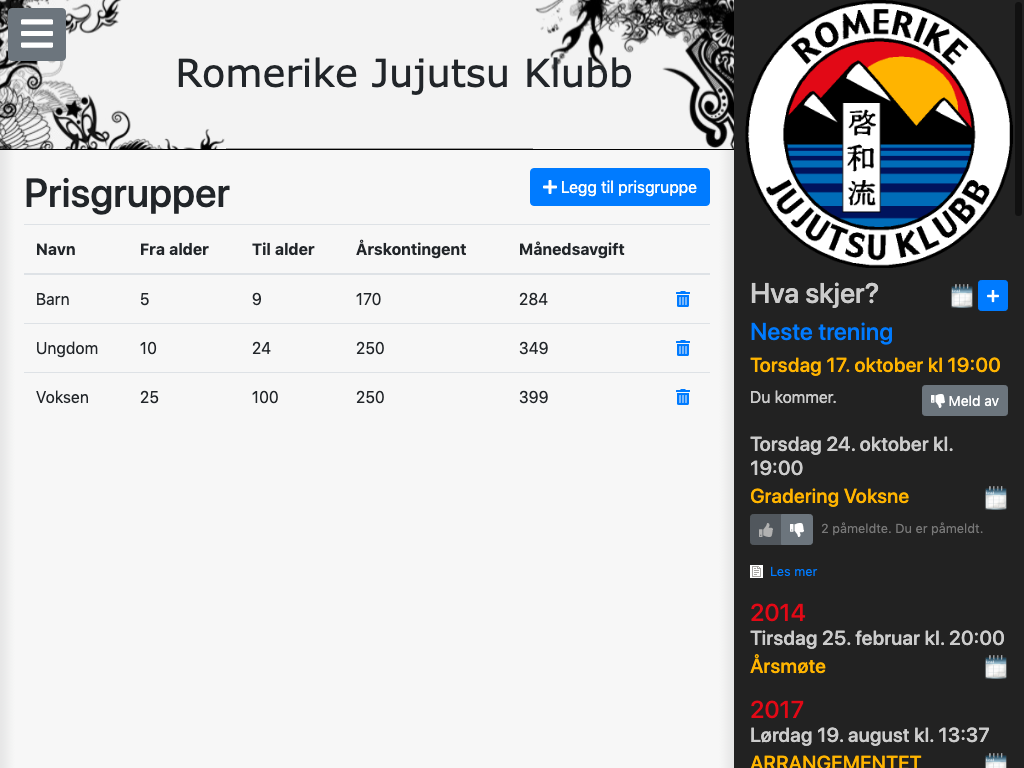 Romerike Jujutsu Klubb
Prisgrupper
Legg til prisgruppe
Navn Fra alder Til alder Årskontingent Månedsavgift
Barn 5 9 170 284
Ungdom 10 24 250 349
Voksen 25 100 250 399
ROMERIKE
啓和流
JUJUTSU KLUBB
Hva skjer?
Neste trening
Torsdag 17. oktober kl 19:00
Du kommer.
Meld av
Torsdag 24. oktober kl.
19:00
Gradering Voksne
2 påmeldte. Du er påmeldt.
Les mer
2014
Tirsdag 25. februar kl. 20:00
Årsmøte
2017
Lørdag 19. august kl. 13:37
ARRANGEMENTET